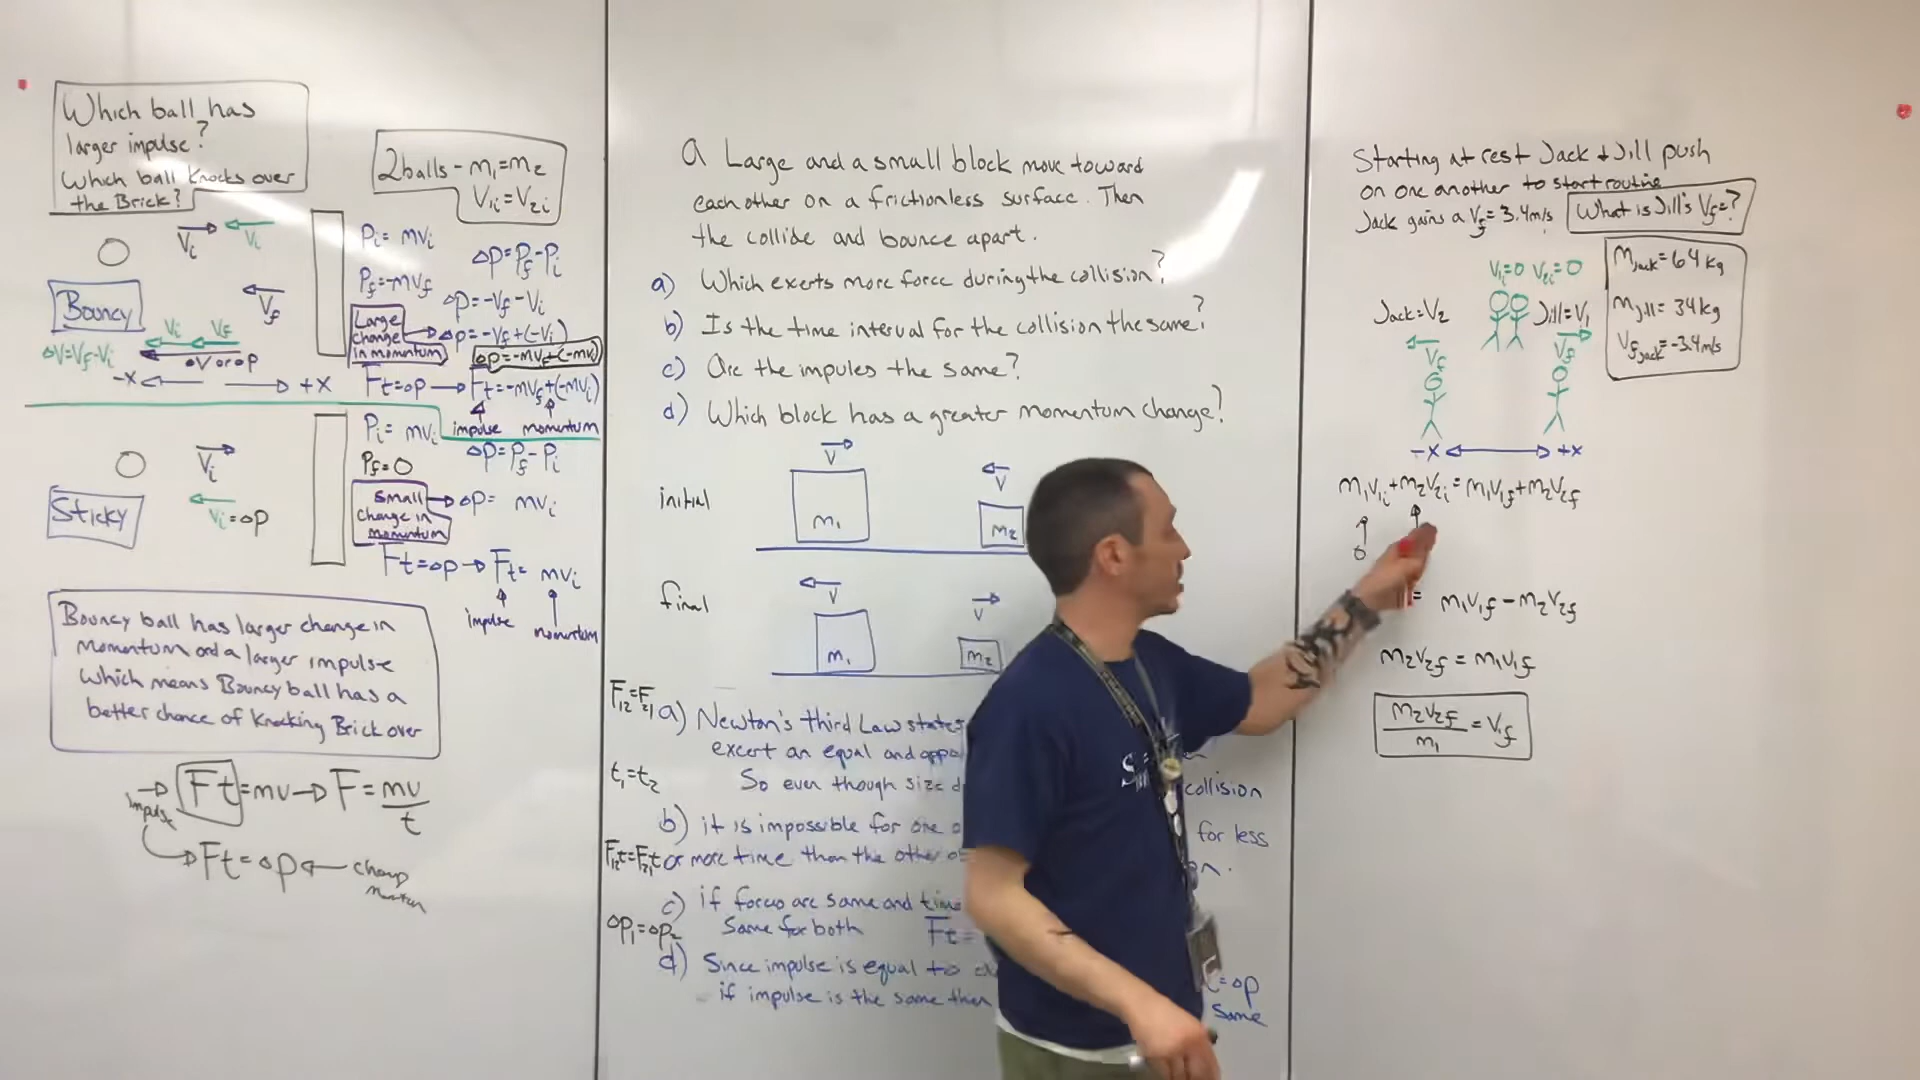 Which ball has
larger impulse?
Which ball knocks over
the Brick?
2 balls - m₁=m₂
V₁ᵢ=V₂ᵢ
Vᵢ
Vᵢ
Pᵢ= mVᵢ
Pf=-mVf
ΔP=Pf-Pᵢ
Bouncy
Vf
Vᵢ
Vf
ΔV=Vf-Vᵢ
ΔV or ΔP
-X
+X
Large
change
in momentum
ΔP=-Vf-Vᵢ
ΔP=-Vf+(-Vᵢ)
ΔP=-mVf+(-mVᵢ)
Ft=ΔP → Ft=-mVf+(-mVᵢ)
impulse momentum
Pᵢ= mVᵢ
Pf=0
ΔP=Pf-Pᵢ
Vᵢ
Sticky
Vᵢ=ΔP
Small
change in
momentum
ΔP= mVᵢ
Ft=ΔP → Ft= mVᵢ
impulse momentum
Bouncy ball has larger change in
momentum and a larger impulse
which means Bouncy ball has a
better chance of knocking Brick over
impulse
Ft=mv → F=mv/t
Ft=ΔP ←
A Large and a small block move toward
each other on a frictionless surface. Then
the collide and bounce apart.
a) Which exerts more force during the collision?
b) Is the time interval for the collision the same?
c) Are the impules the same?
d) Which block has a greater momentum change?
initial
V
m₁
V
m₂
final
V
m₁
V
m₂
F₁₂=F₂₁
a) Newton's third Law states
excert an equal and oppo
t₁=t₂
So even though size
collision
b) it is impossible for one
for less
F₁₂t=F₂₁t
or more time than the other
c) if forces are same and time
ΔP₁=ΔP₂
Same for both
Ft=
d) Since impulse is equal to
=ΔP
if impulse is the same then
Same
Starting at rest Jack + Jill push
on one another to start routine
Jack gains a Vf=3.4m/s
What is Jill's Vf=?
V₁ᵢ=0 V₂ᵢ=0
mJack=64 kg
mJill=34 kg
VfJack=-3.4m/s
Jack=V₂
Jill=V₁
Vf
Vf
-X
+X
m₁V₁ᵢ+m₂V₂ᵢ=m₁V₁f+m₂V₂f
0
= m₁V₁f-m₂V₂f
m₂V₂f=m₁V₁f
m₂V₂f/m₁=V₁f